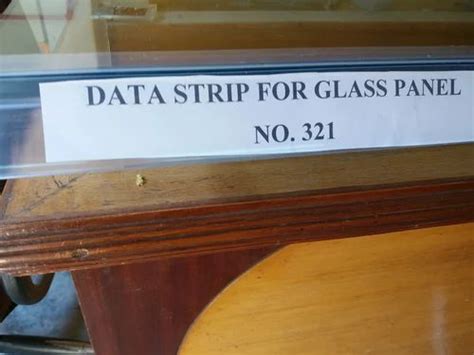 DATA STRIP FOR GLASS PANEL
NO. 321